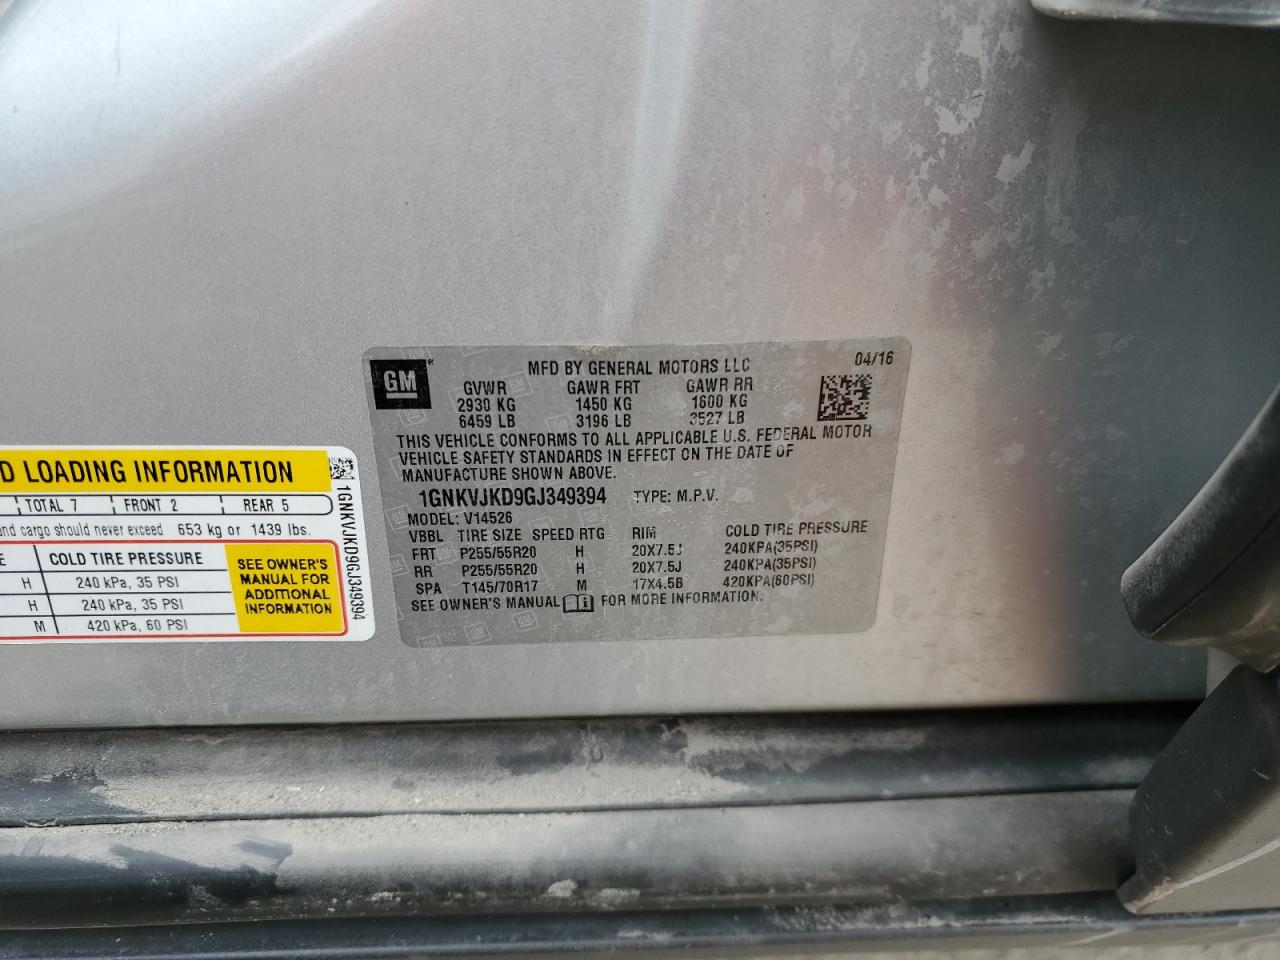 GM
MFD BY GENERAL MOTORS LLC 04/16
GVWR GAWR FRT GAWR RR
2930 KG 1450 KG 1600 KG
6459 LB 3196 LB 3527 LB
THIS VEHICLE CONFORMS TO ALL APPLICABLE U.S. FEDERAL MOTOR
VEHICLE SAFETY STANDARDS IN EFFECT ON THE DATE OF
MANUFACTURE SHOWN ABOVE.
1GNKVJKD9GJ349394 TYPE: M.P.V.
MODEL: V14526
VBBL TIRE SIZE SPEED RTG RIM COLD TIRE PRESSURE
FRT P255/55R20 H 20X7.5J 240KPA(35PSI)
RR P255/55R20 H 20X7.5J 240KPA(35PSI)
SPA T145/70R17 M 17X4.5B 420KPA(60PSI)
SEE OWNER'S MANUAL FOR MORE INFORMATION.
D LOADING INFORMATION
TOTAL 7 FRONT 2 REAR 5
and cargo should never exceed 653 kg or 1439 lbs.
E COLD TIRE PRESSURE
H 240 kPa, 35 PSI
H 240 kPa, 35 PSI
M 420 kPa, 60 PSI
SEE OWNER'S
MANUAL FOR
ADDITIONAL
INFORMATION
1GNKVJKD9GJ349394